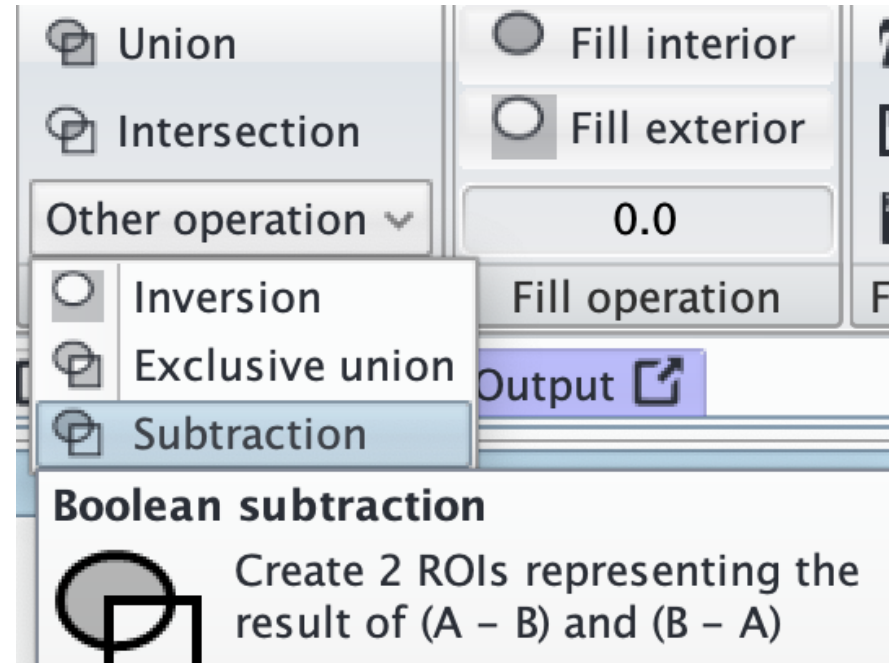 Union
Intersection
Other operation
Inversion
Exclusive union
Subtraction
Fill interior
Fill exterior
0.0
Fill operation
F
Output
Boolean subtraction
Create 2 ROIs representing the
result of (A – B) and (B – A)